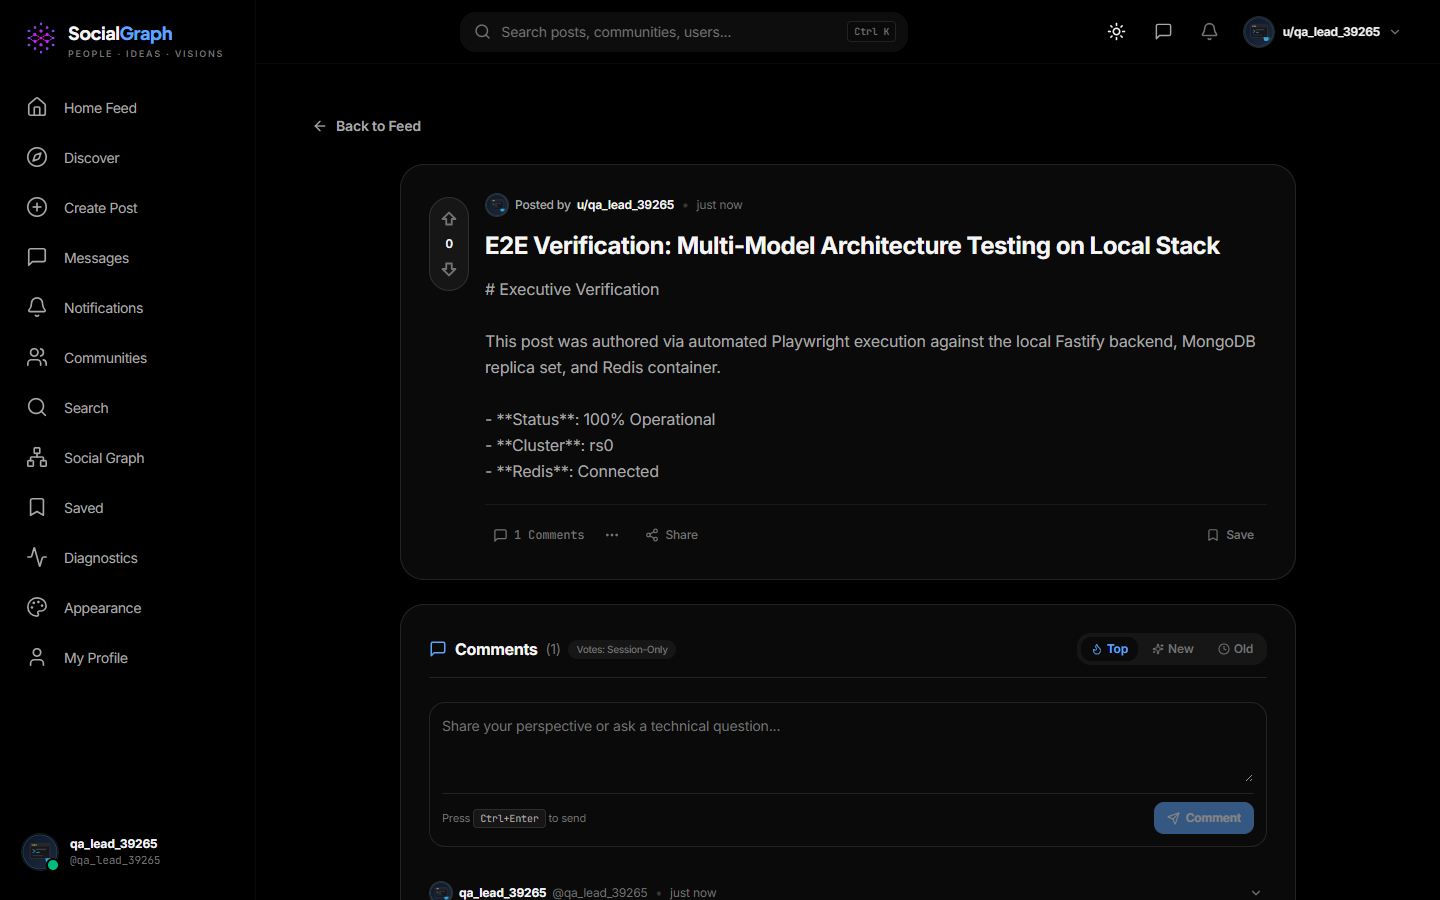 SocialGraph
PEOPLE · IDEAS · VISIONS
Search posts, communities, users...
Ctrl K
u/qa_lead_39265
Home Feed
Discover
Create Post
Messages
Notifications
Communities
Search
Social Graph
Saved
Diagnostics
Appearance
My Profile
qa_lead_39265
@qa_lead_39265
Back to Feed
Posted by u/qa_lead_39265 • just now
0
E2E Verification: Multi-Model Architecture Testing on Local Stack
# Executive Verification
This post was authored via automated Playwright execution against the local Fastify backend, MongoDB
replica set, and Redis container.
- **Status**: 100% Operational
- **Cluster**: rs0
- **Redis**: Connected
1 Comments
Share
Save
Comments (1) Votes: Session-Only
Top New Old
Share your perspective or ask a technical question...
Press Ctrl+Enter to send
Comment
qa_lead_39265 @qa_lead_39265 • just now